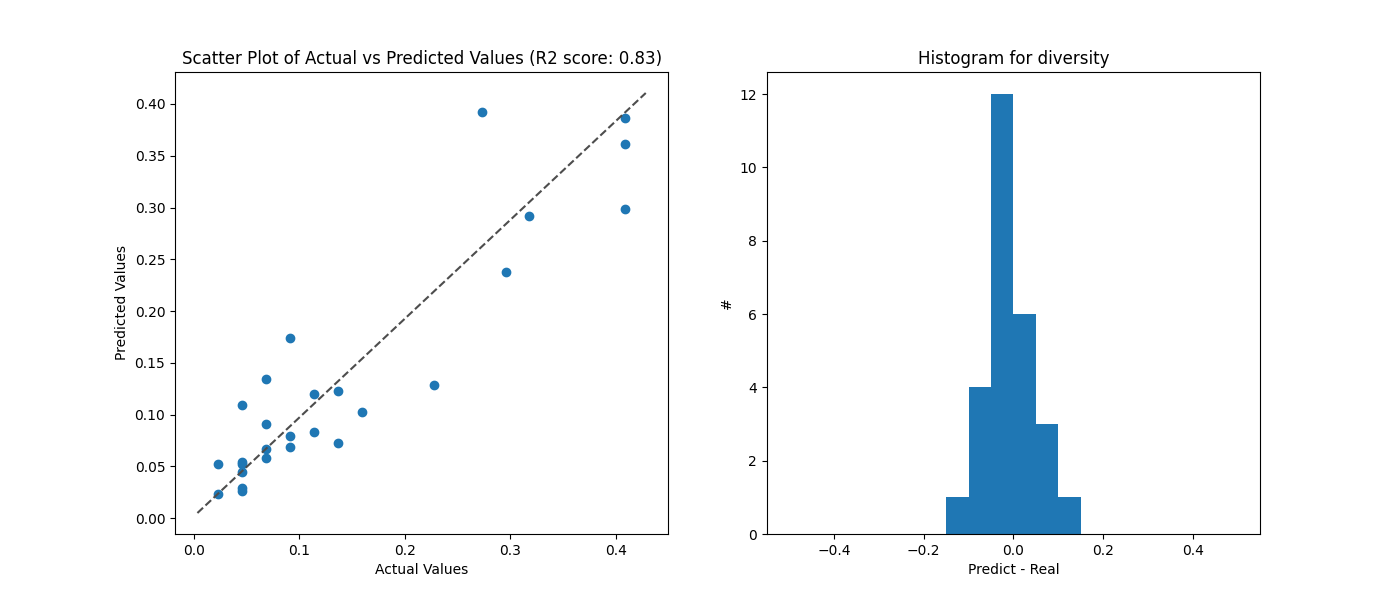 Scatter Plot of Actual vs Predicted Values (R2 score: 0.83)
0.40
0.35
0.30
0.25
0.20
0.15
0.10
0.05
0.00
Predicted Values
0.0 0.1 0.2 0.3 0.4
Actual Values
Histogram for diversity
12
10
8
6
4
2
0
#
−0.4 −0.2 0.0 0.2 0.4
Predict - Real